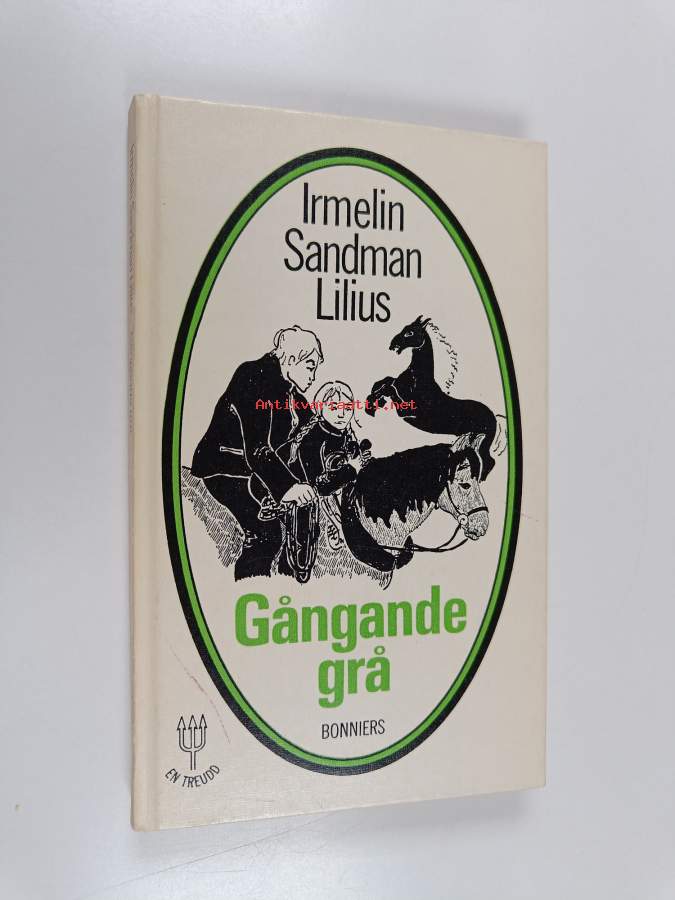 Irmelin
Sandman
Lilius
Antikvariaatti.net
Gångande
grå
BONNIERS
EN TREUDD